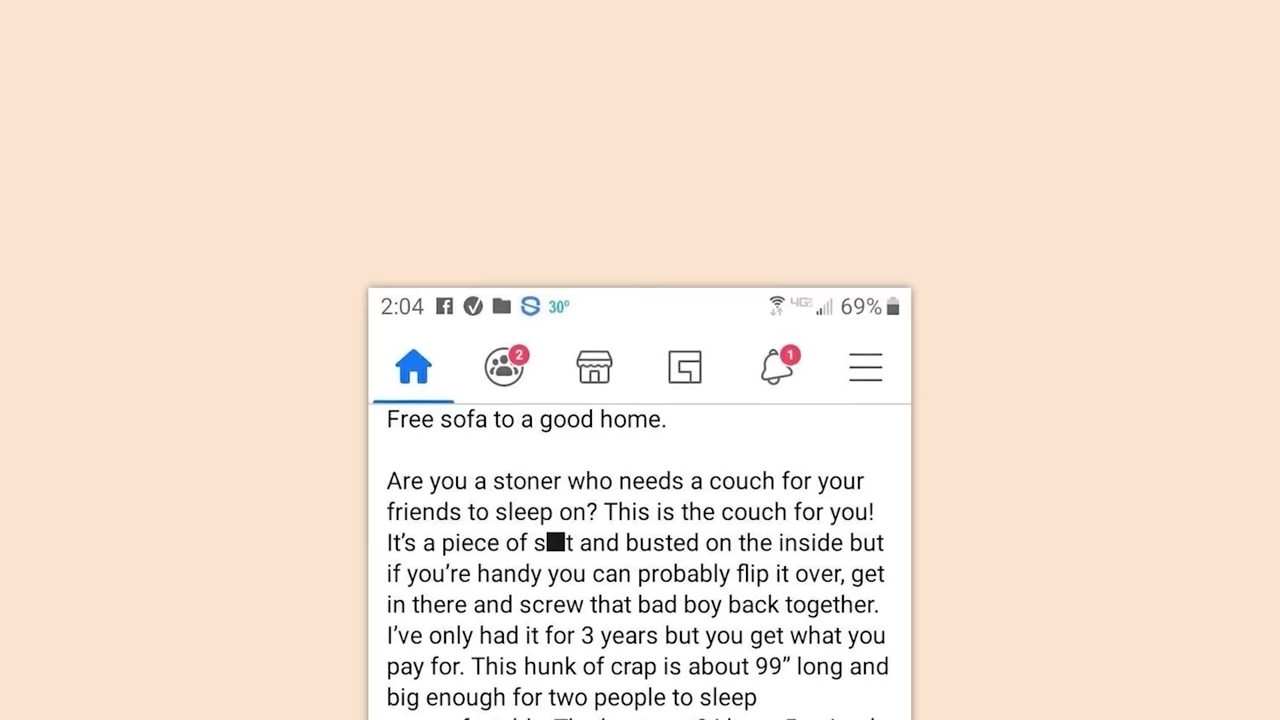 2:04 30° 4G 69%
2 1
Free sofa to a good home.
Are you a stoner who needs a couch for your
friends to sleep on? This is the couch for you!
It's a piece of s■t and busted on the inside but
if you're handy you can probably flip it over, get
in there and screw that bad boy back together.
I've only had it for 3 years but you get what you
pay for. This hunk of crap is about 99” long and
big enough for two people to sleep